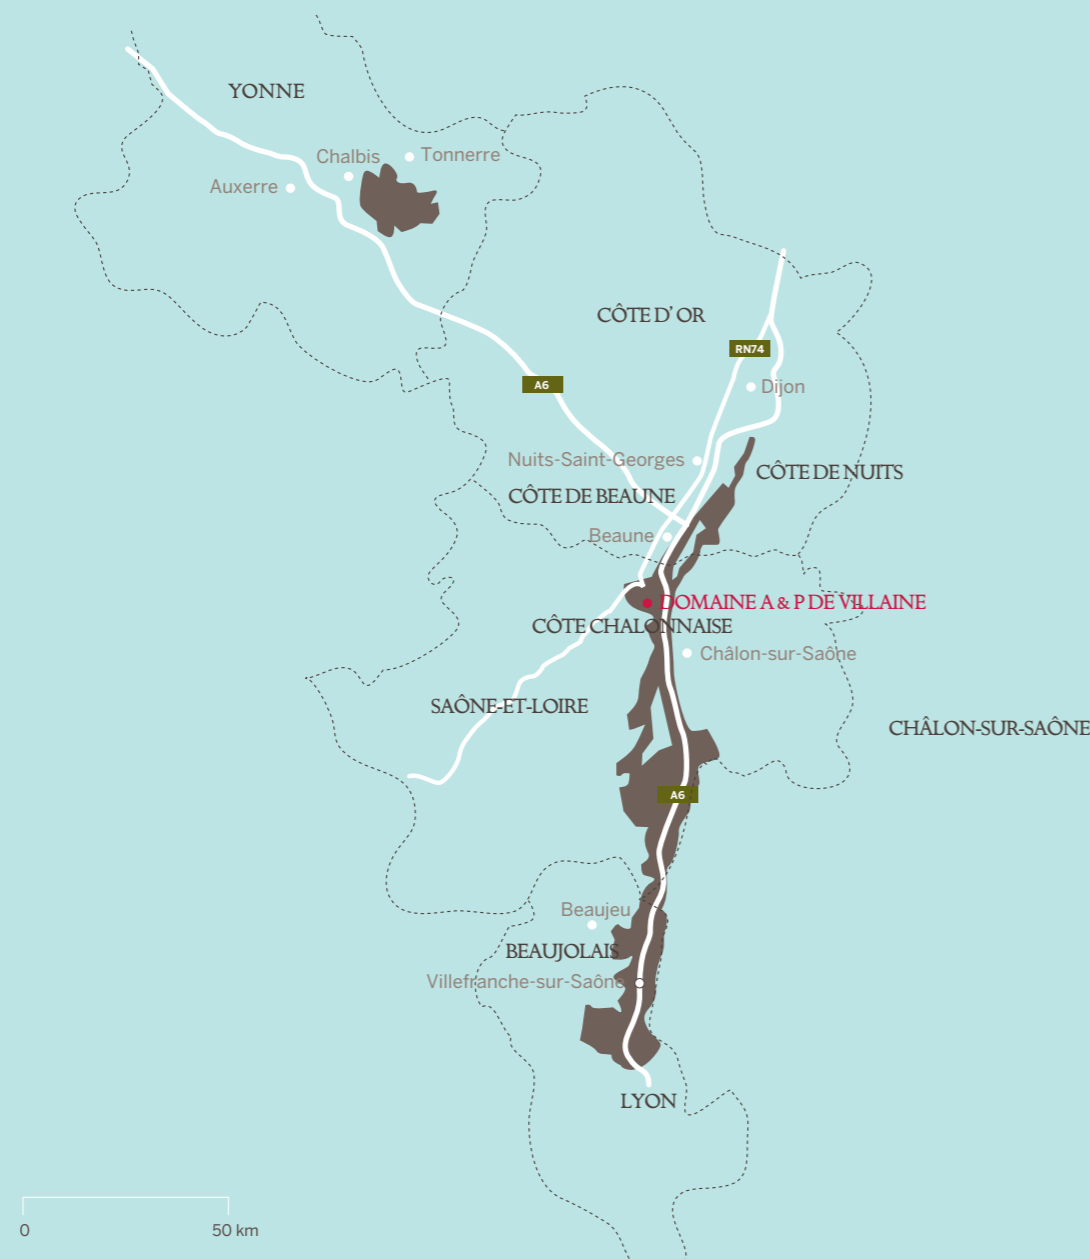 YONNE
Chalbis
Tonnerre
Auxerre
CÔTE D' OR
RN74
A6
Dijon
Nuits-Saint-Georges
CÔTE DE NUITS
CÔTE DE BEAUNE
Beaune
DOMAINE A & P DE VILLAINE
CÔTE CHALONNAISE
Châlon-sur-Saône
SAÔNE-ET-LOIRE
CHÂLON-SUR-SAÔNE
A6
Beaujeu
BEAUJOLAIS
Villefranche-sur-Saône
LYON
0 50 km